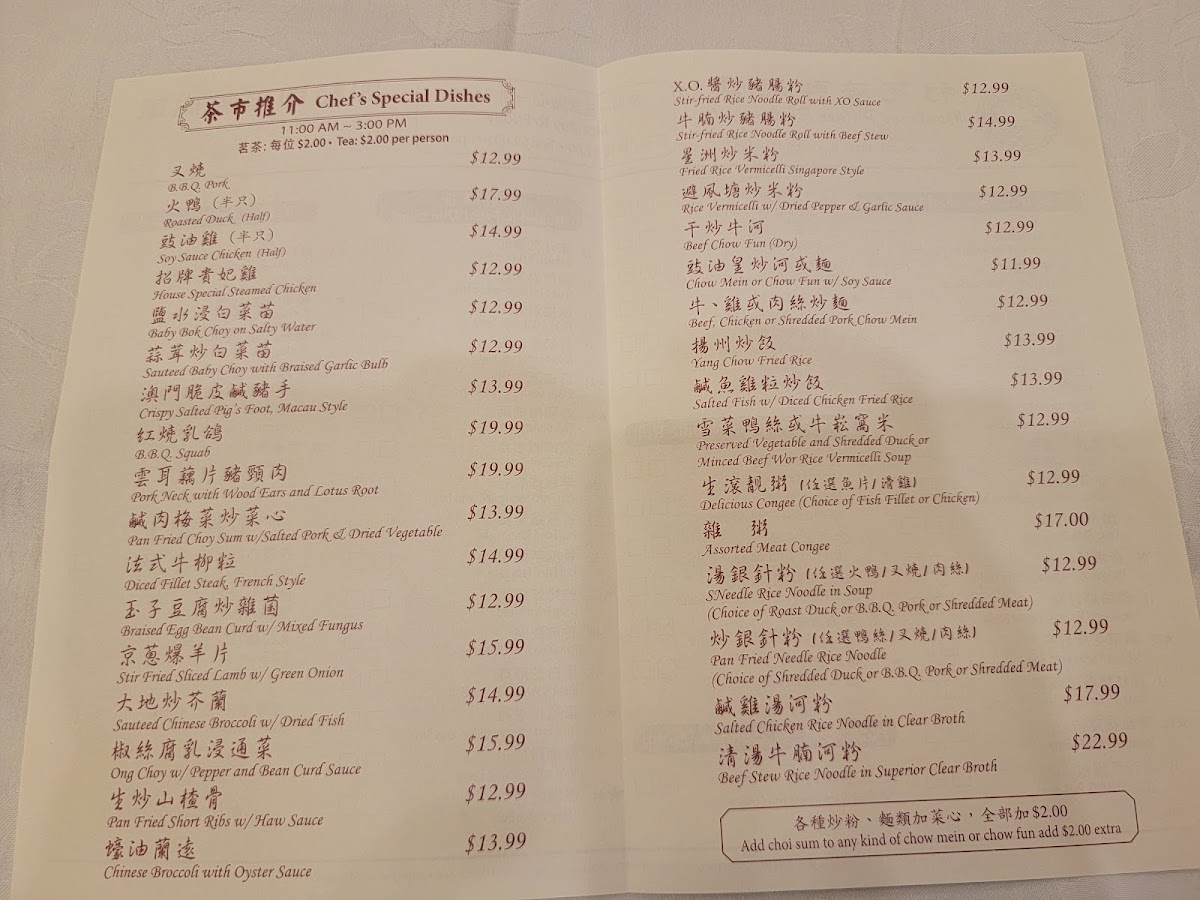 茶市推介 Chef's Special Dishes
11:00 AM ~ 3:00 PM
茗茶: 每位 $2.00 • Tea: $2.00 per person
叉燒 $12.99
B.B.Q. Pork
火鴨 (半只) $17.99
Roasted Duck (Half)
豉油雞 (半只) $14.99
Soy Sauce Chicken (Half)
招牌貴妃雞 $12.99
House Special Steamed Chicken
鹽水浸白菜苗 $12.99
Baby Bok Choy on Salty Water
蒜茸炒白菜苗 $12.99
Sauteed Baby Choy with Braised Garlic Bulb
澳門脆皮鹹豬手 $13.99
Crispy Salted Pig's Foot, Macau Style
紅燒乳鴿 $19.99
B.B.Q. Squab
雲耳藕片豬頸肉 $19.99
Pork Neck with Wood Ears and Lotus Root
鹹肉梅菜炒菜心 $13.99
Pan Fried Choy Sum w/Salted Pork & Dried Vegetable
法式牛柳粒 $14.99
Diced Fillet Steak, French Style
玉子豆腐炒雜菌 $12.99
Braised Egg Bean Curd w/ Mixed Fungus
京蔥爆羊片 $15.99
Stir Fried Sliced Lamb w/ Green Onion
大地炒芥蘭 $14.99
Sauteed Chinese Broccoli w/ Dried Fish
椒絲腐乳浸通菜 $15.99
Ong Choy w/ Pepper and Bean Curd Sauce
生炒山楂骨 $12.99
Pan Fried Short Ribs w/ Haw Sauce
蠔油蘭遠 $13.99
Chinese Broccoli with Oyster Sauce
X.O. 醬炒豬腸粉 $12.99
Stir-fried Rice Noodle Roll with XO Sauce
牛腩炒豬腸粉 $14.99
Stir-fried Rice Noodle Roll with Beef Stew
星洲炒米粉 $13.99
Fried Rice Vermicelli Singapore Style
避風塘炒米粉 $12.99
Rice Vermicelli w/ Dried Pepper & Garlic Sauce
干炒牛河 $12.99
Beef Chow Fun (Dry)
豉油皇炒河或麵 $11.99
Chow Mein or Chow Fun w/ Soy Sauce
牛、雞或肉絲炒麵 $12.99
Beef, Chicken or Shredded Pork Chow Mein
揚州炒飯 $13.99
Yang Chow Fried Rice
鹹魚雞粒炒飯 $13.99
Salted Fish w/ Diced Chicken Fried Rice
雪菜鴨絲或牛崧窩米 $12.99
Preserved Vegetable and Shredded Duck or
Minced Beef Wor Rice Vermicelli Soup
生滾靚粥 (任選魚片/滑雞) $12.99
Delicious Congee (Choice of Fish Fillet or Chicken)
雜 粥 $17.00
Assorted Meat Congee
湯銀針粉 (任選火鴨/叉燒/肉絲) $12.99
SNeedle Rice Noodle in Soup
(Choice of Roast Duck or B.B.Q. Pork or Shredded Meat)
炒銀針粉 (任選鴨絲/叉燒/肉絲) $12.99
Pan Fried Needle Rice Noodle
(Choice of Shredded Duck or B.B.Q. Pork or Shredded Meat)
鹹雞湯河粉 $17.99
Salted Chicken Rice Noodle in Clear Broth
清湯牛腩河粉 $22.99
Beef Stew Rice Noodle in Superior Clear Broth
各種炒粉、麵類加菜心，全部加 $2.00
Add choi sum to any kind of chow mein or chow fun add $2.00 extra